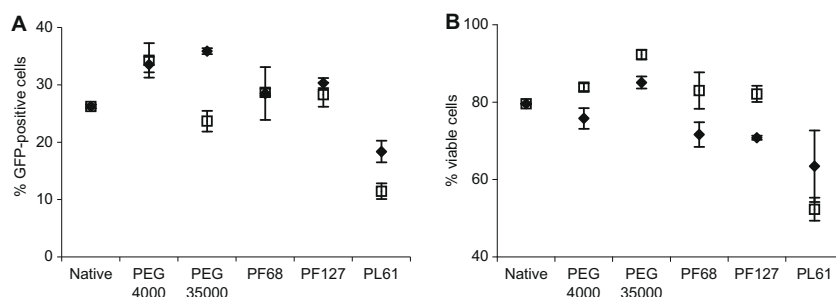 A
% GFP-positive cells
40
30
20
10
0
Native
PEG
4000
PEG
35000
PF68
PF127
PL61
B
% viable cells
100
80
60
40
Native
PEG
4000
PEG
35000
PF68
PF127
PL61